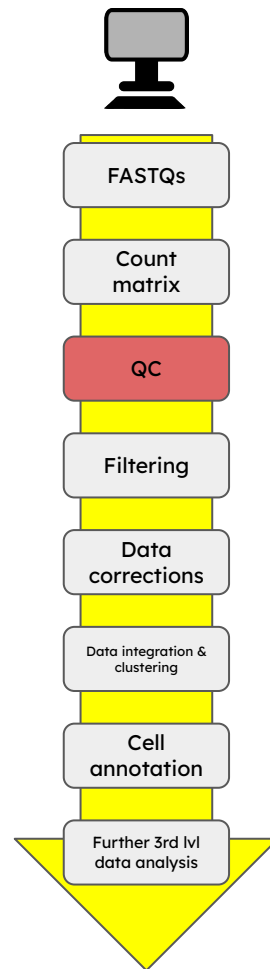 FASTQs
Count
matrix
QC
Filtering
Data
corrections
Data integration &
clustering
Cell
annotation
Further 3rd lvl
data analysis